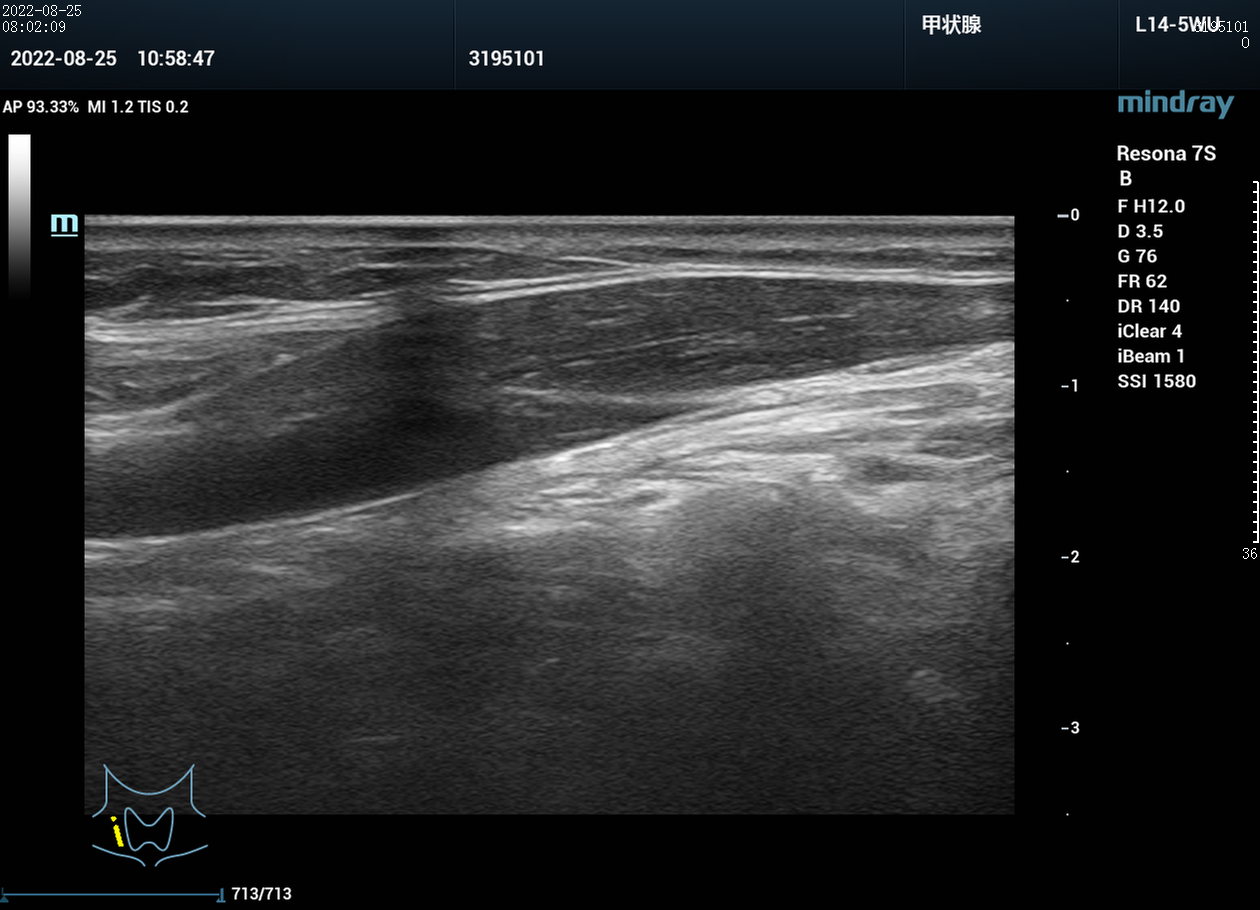 2022-08-25
08:02:09
甲状腺
L14-5WU
3195101
0
2022-08-25 10:58:47
3195101
AP 93.33% MI 1.2 TIS 0.2
mindray
m
Resona 7S
B
F H12.0
D 3.5
G 76
FR 62
DR 140
iClear 4
iBeam 1
SSI 1580
0
1
2
36
3
713/713